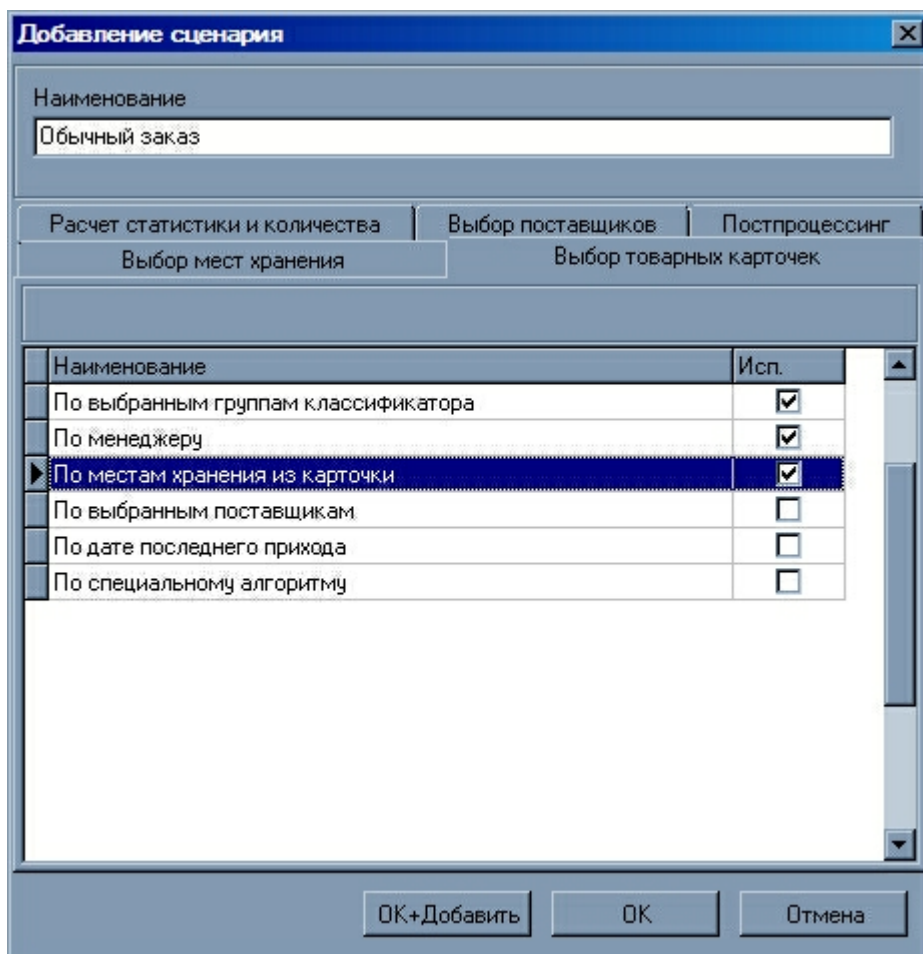 Добавление сценария
Наименование
Обычный заказ
Расчет статистики и количества Выбор поставщиков Постпроцессинг
Выбор мест хранения Выбор товарных карточек
Наименование Исп.
По выбранным группам классификатора
По менеджеру
По местам хранения из карточки
По выбранным поставщикам
По дате последнего прихода
По специальному алгоритму
ОК+Добавить ОК Отмена